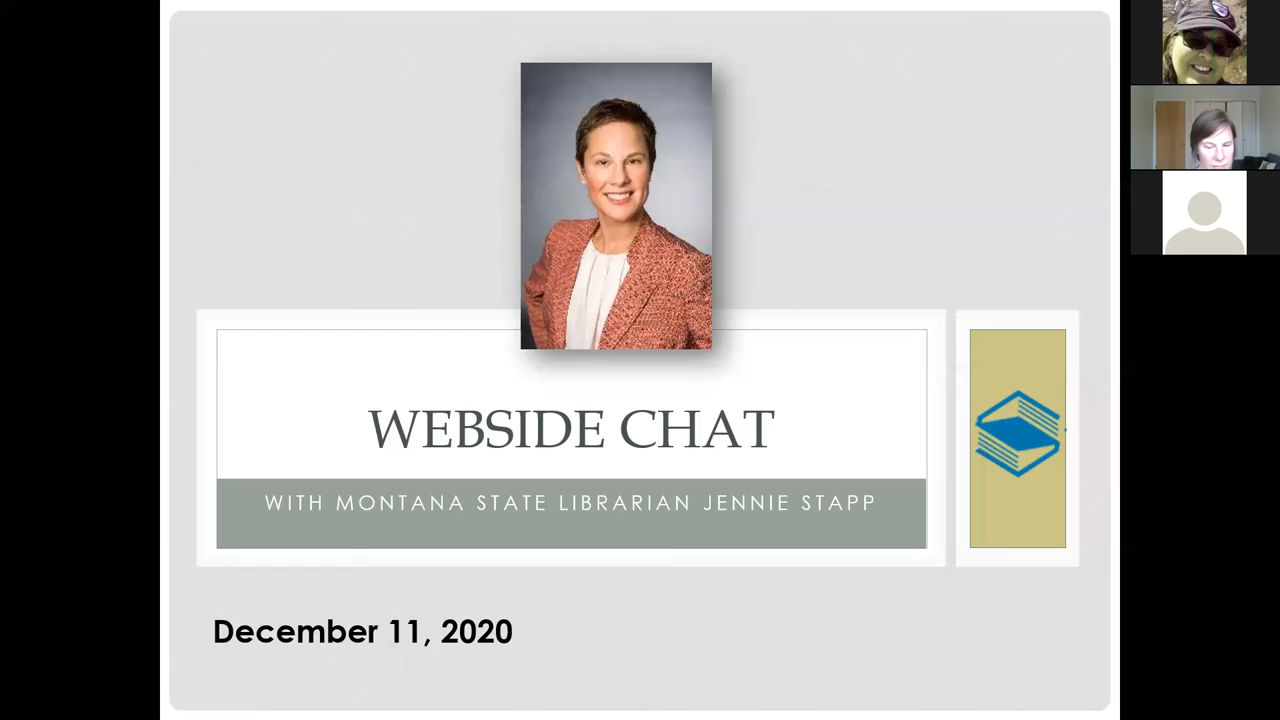 WEBSIDE CHAT
WITH MONTANA STATE LIBRARIAN JENNIE STAPP
December 11, 2020